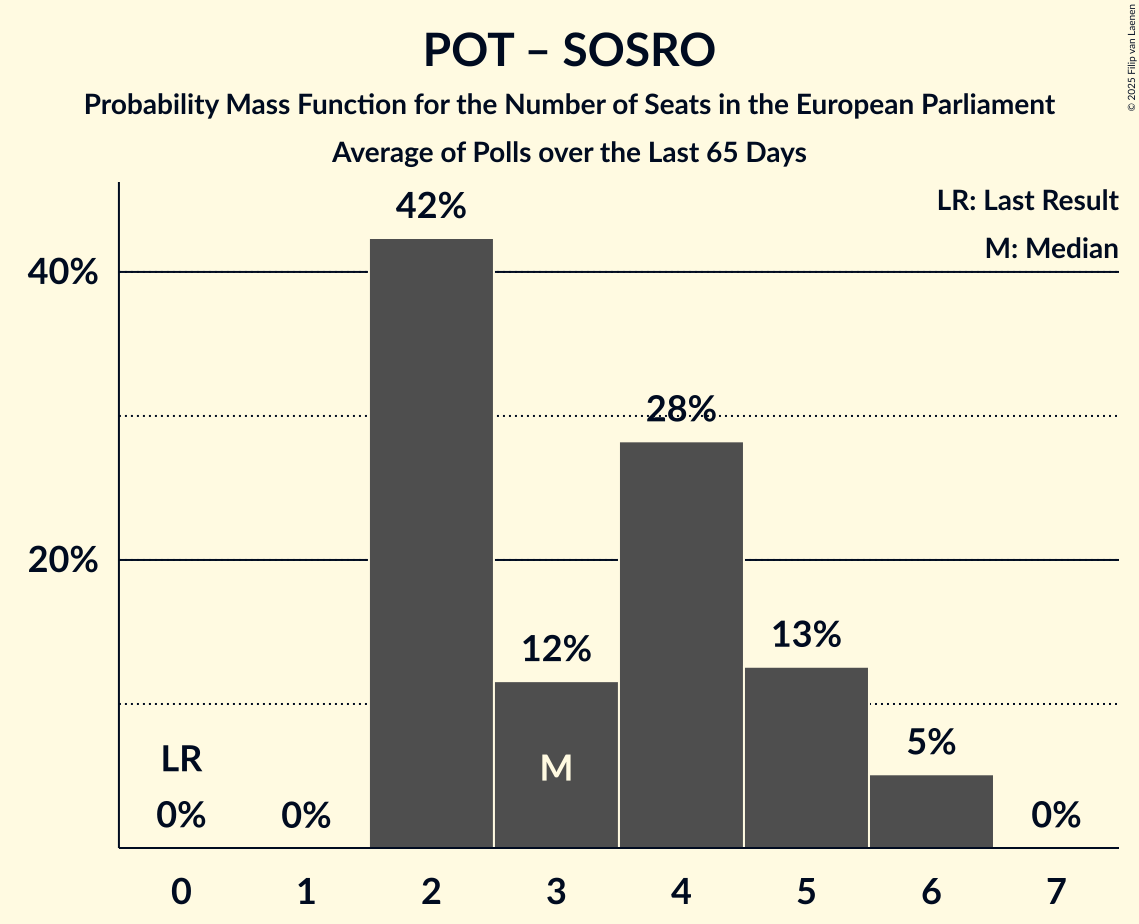 POT – SOSRO
Probability Mass Function for the Number of Seats in the European Parliament
Average of Polls over the Last 65 Days
© 2025 Filip van Laenen
LR: Last Result
M: Median
42%
40%
28%
20%
13%
12%
5%
LR
M
0%
0%
0%
0
1
2
3
4
5
6
7